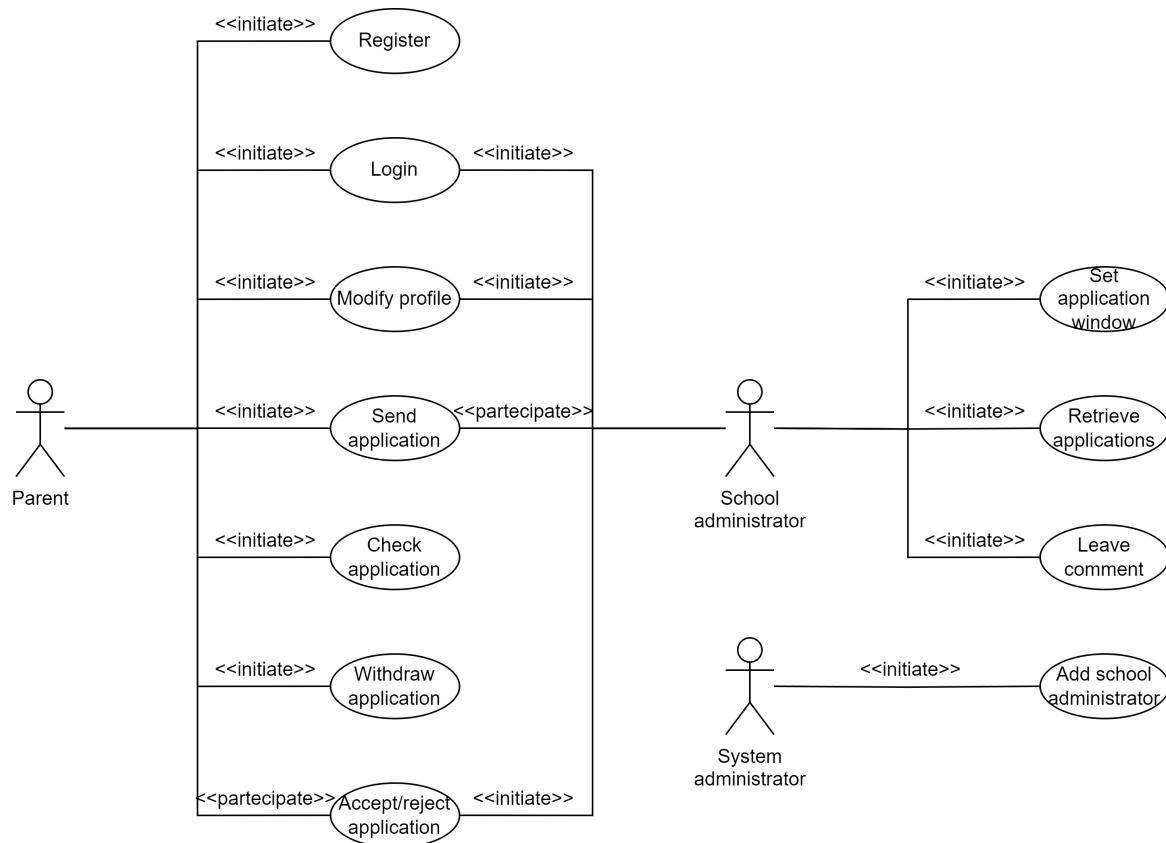 <<initiate>>
Register
<<initiate>>
Login
<<initiate>>
<<initiate>>
Modify profile
<<initiate>>
<<initiate>>
Set
application
window
<<initiate>>
Send
application
<<partecipate>>
<<initiate>>
Retrieve
applications
Parent
School
administrator
<<initiate>>
Check
application
<<initiate>>
Leave
comment
<<initiate>>
Withdraw
application
<<initiate>>
Add school
administrator
System
administrator
<<partecipate>>
Accept/reject
application
<<initiate>>